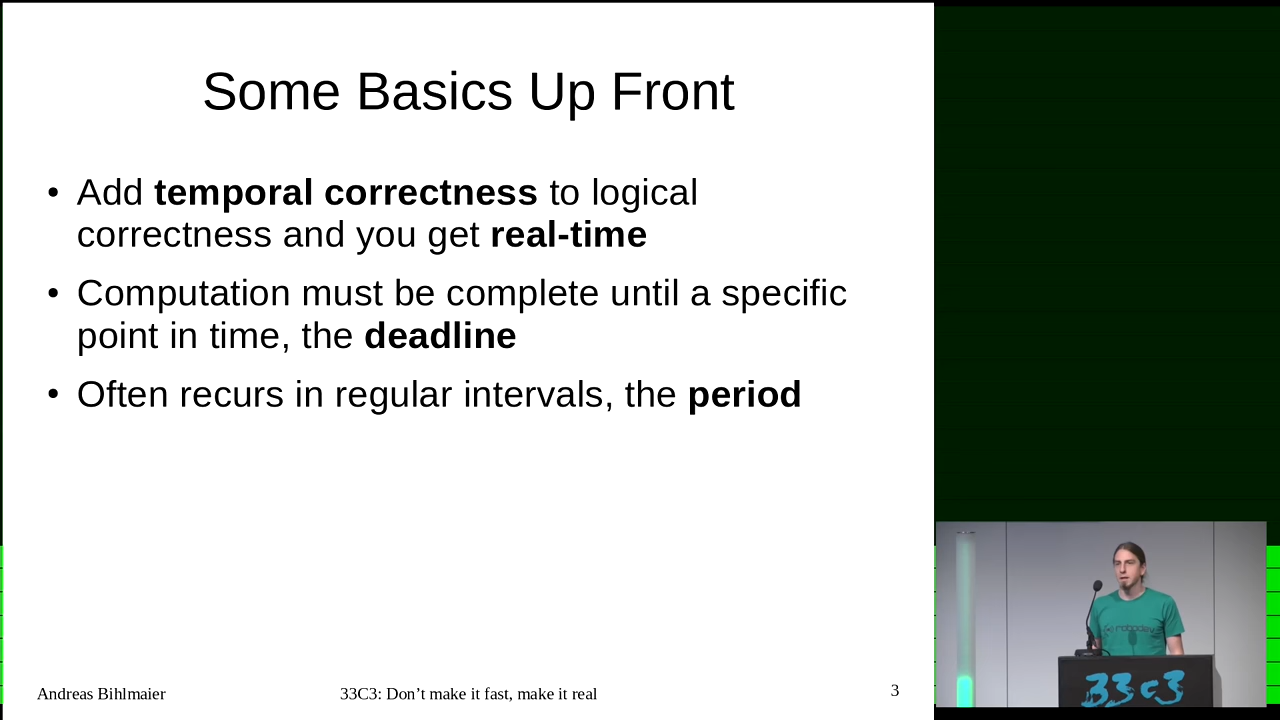 Some Basics Up Front
• Add temporal correctness to logical
correctness and you get real-time
• Computation must be complete until a specific
point in time, the deadline
• Often recurs in regular intervals, the period
Andreas Bihlmaier
33C3: Don’t make it fast, make it real
3
robodev
33c3